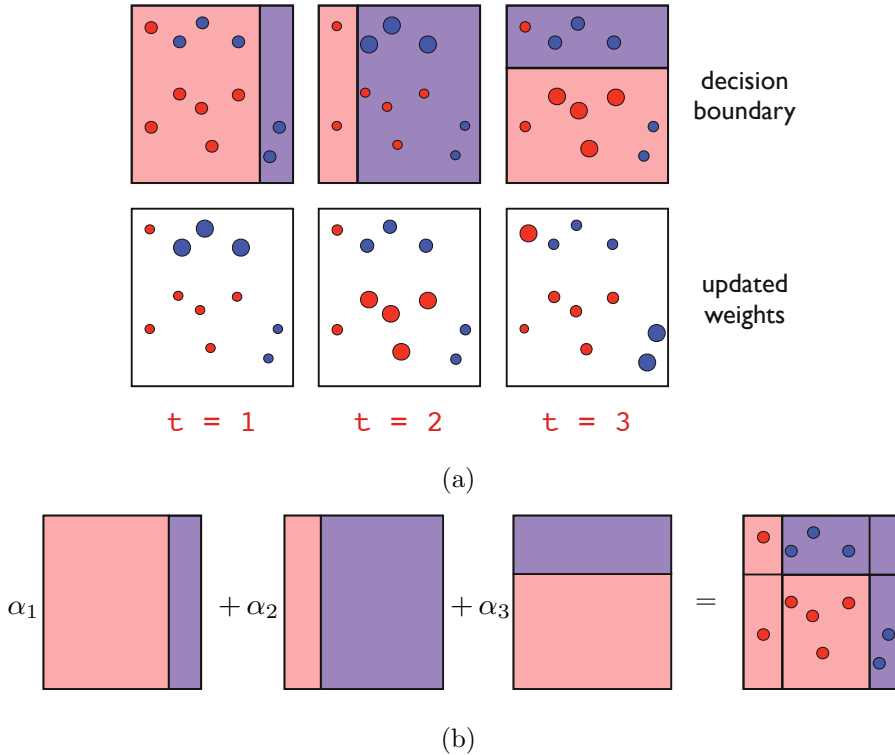 decision
boundary
updated
weights
t = 1 t = 2 t = 3
(a)
α₁ + α₂ + α₃ =
(b)